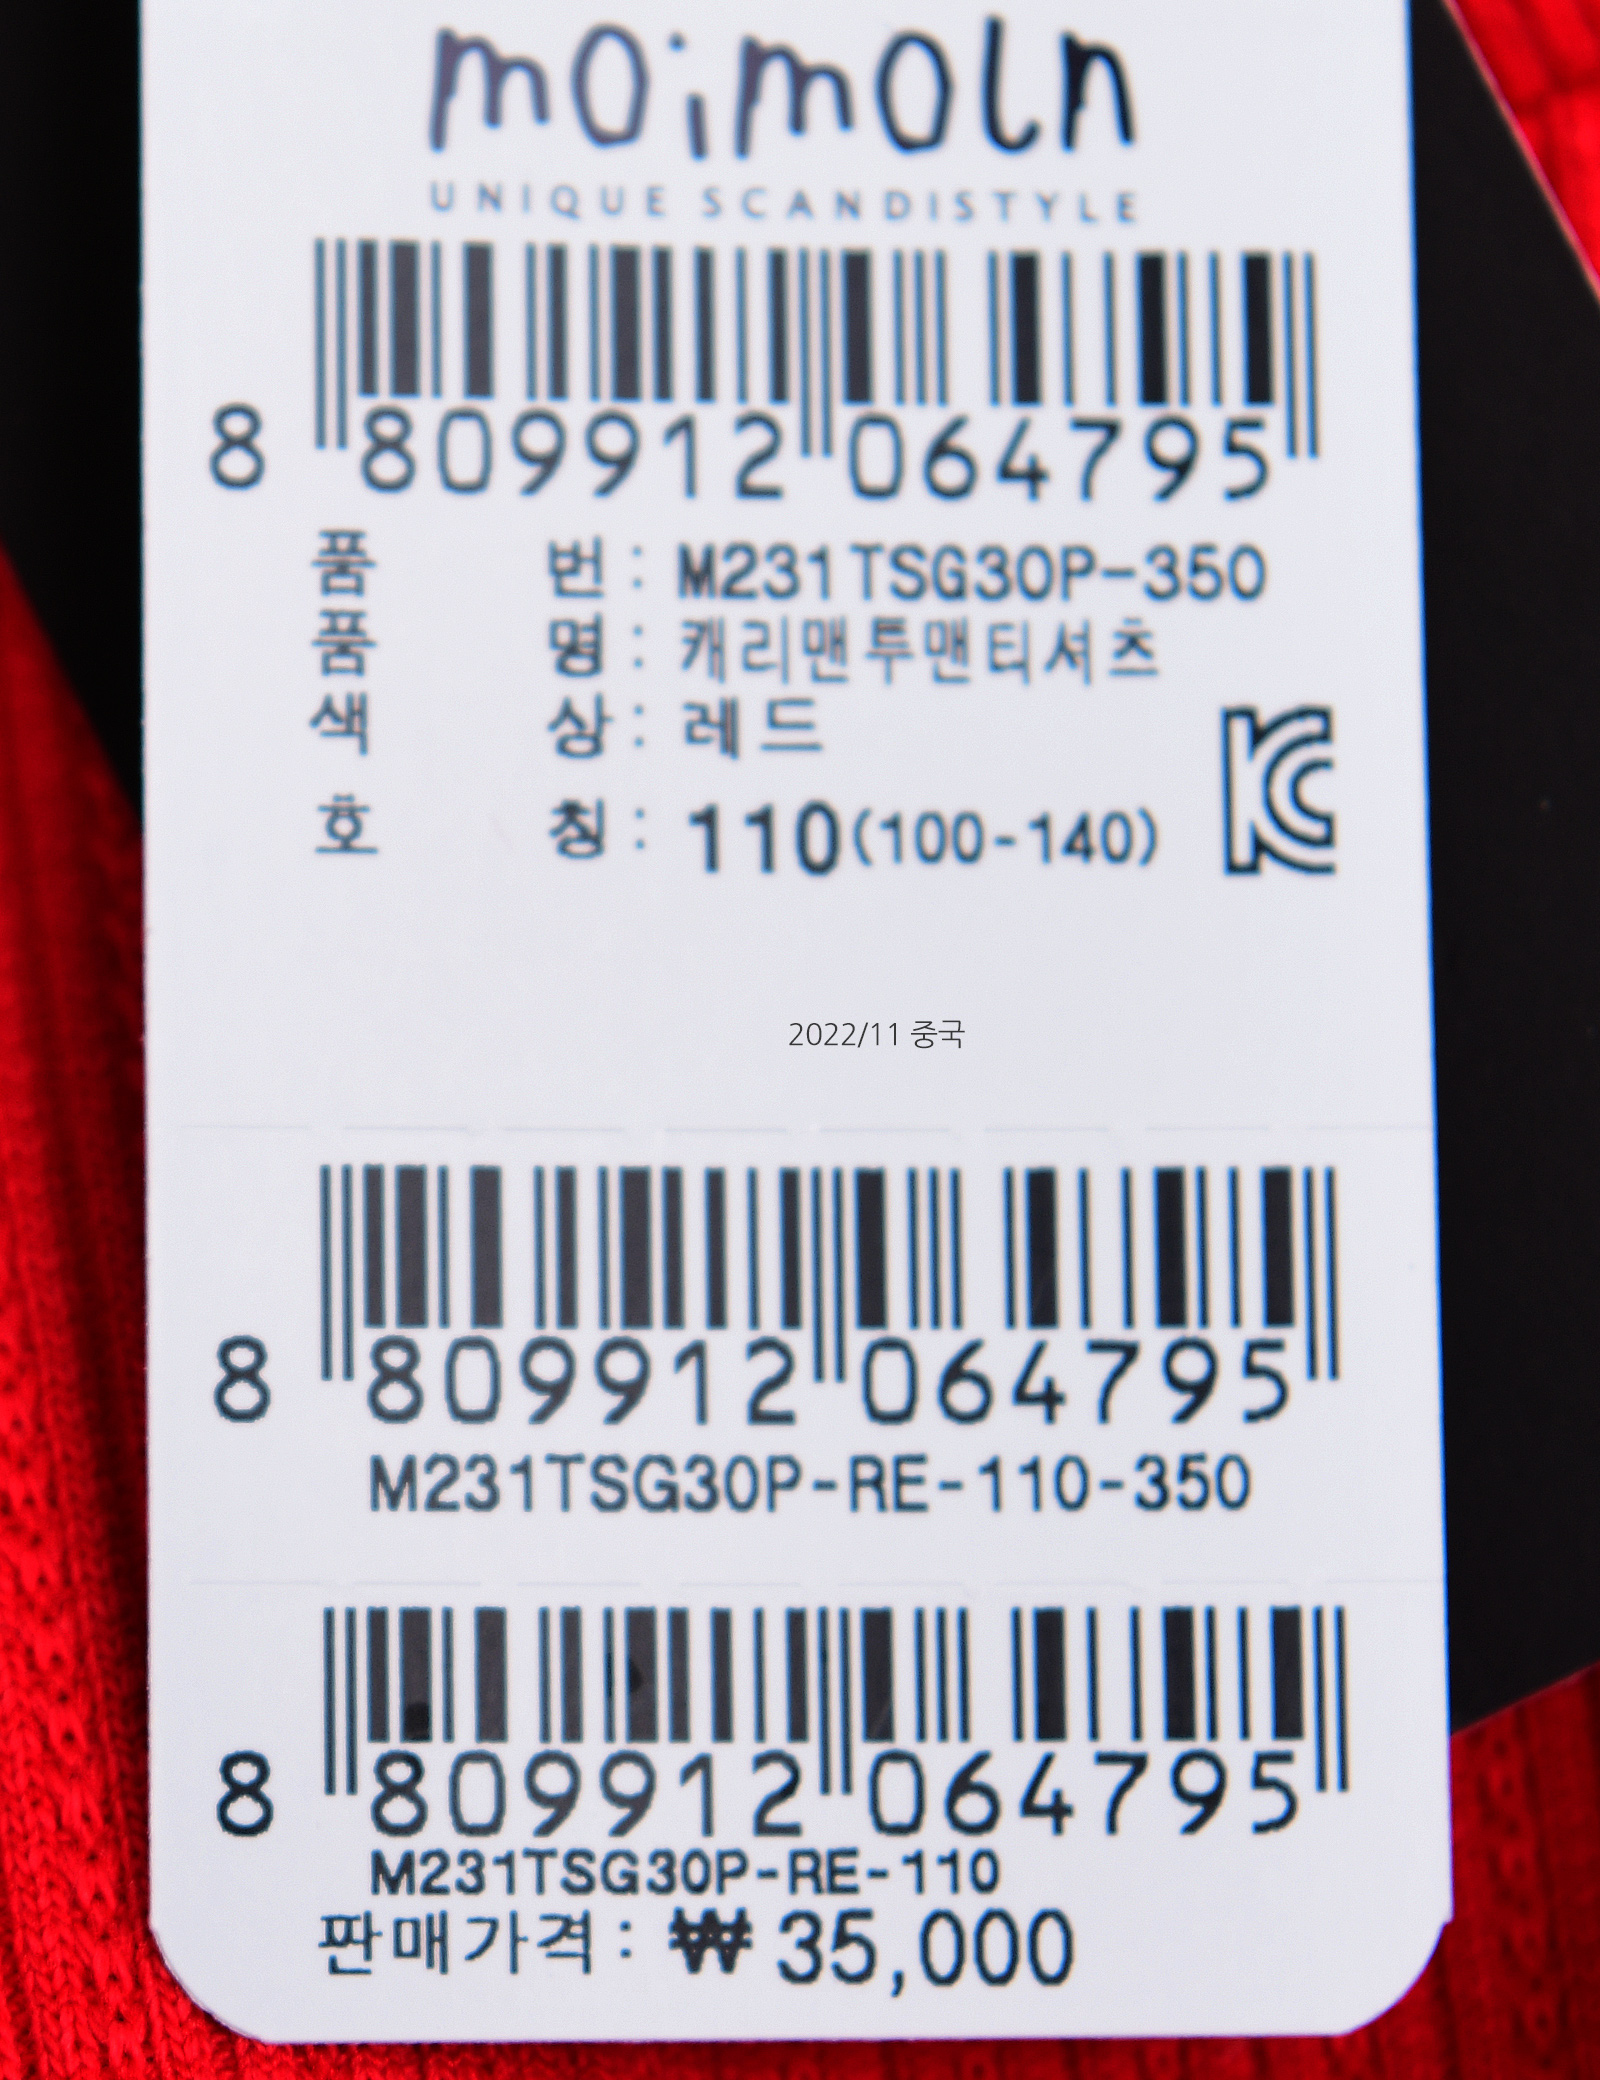 moimoln
UNIQUE SCANDISTYLE
8 809912 064795
품 번 : M231TSG30P-350
품 명 : 캐리맨투맨티셔츠
색 상 : 레드
호 칭 : 110(100-140)
2022/11 중국
8 809912 064795
M231TSG30P-RE-110-350
8 809912 064795
M231TSG30P-RE-110
판매가격 : ₩ 35,000